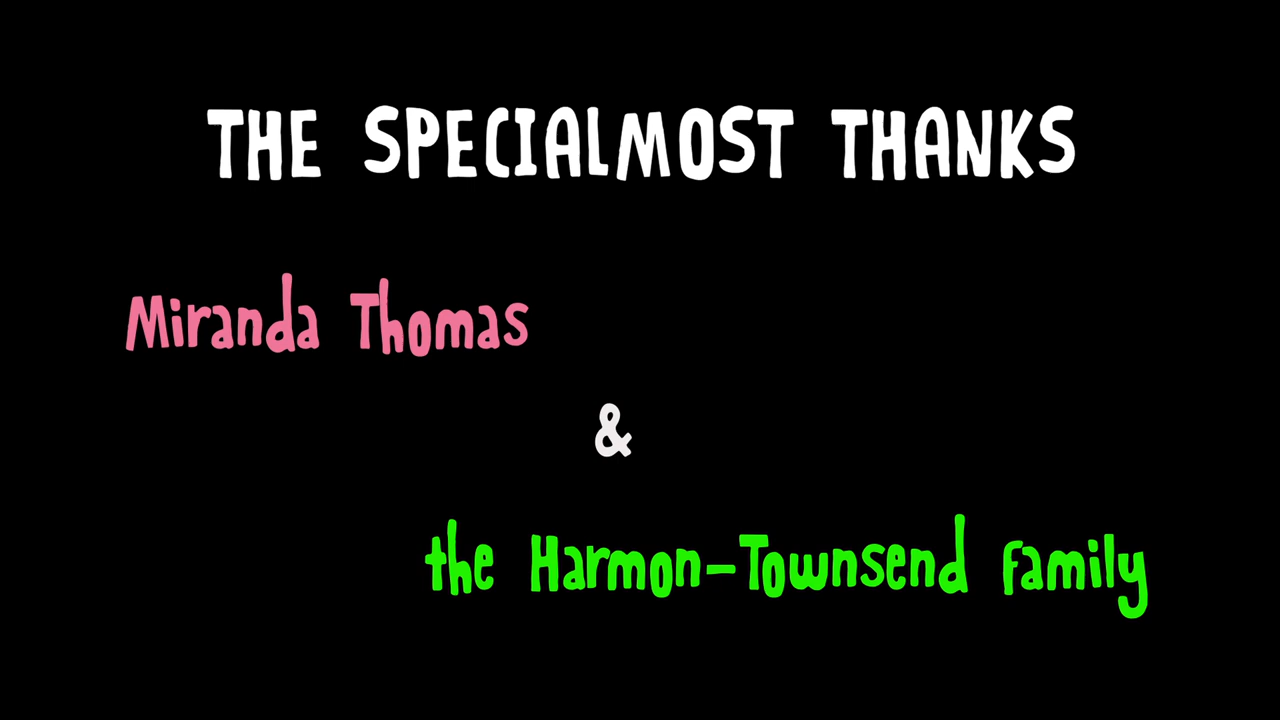 THE SPECIALMOST THANKS
Miranda Thomas
&
the Harmon-Townsend family